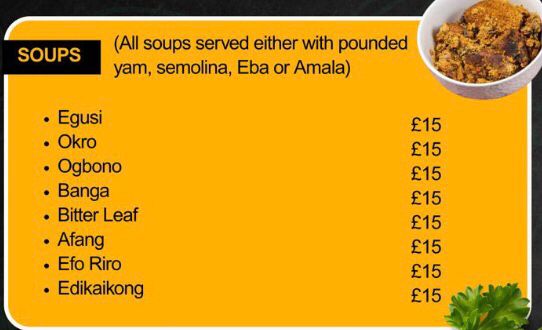 SOUPS
(All soups served either with pounded
yam, semolina, Eba or Amala)
• Egusi £15
• Okro £15
• Ogbono £15
• Banga £15
• Bitter Leaf £15
• Afang £15
• Efo Riro £15
• Edikaikong £15